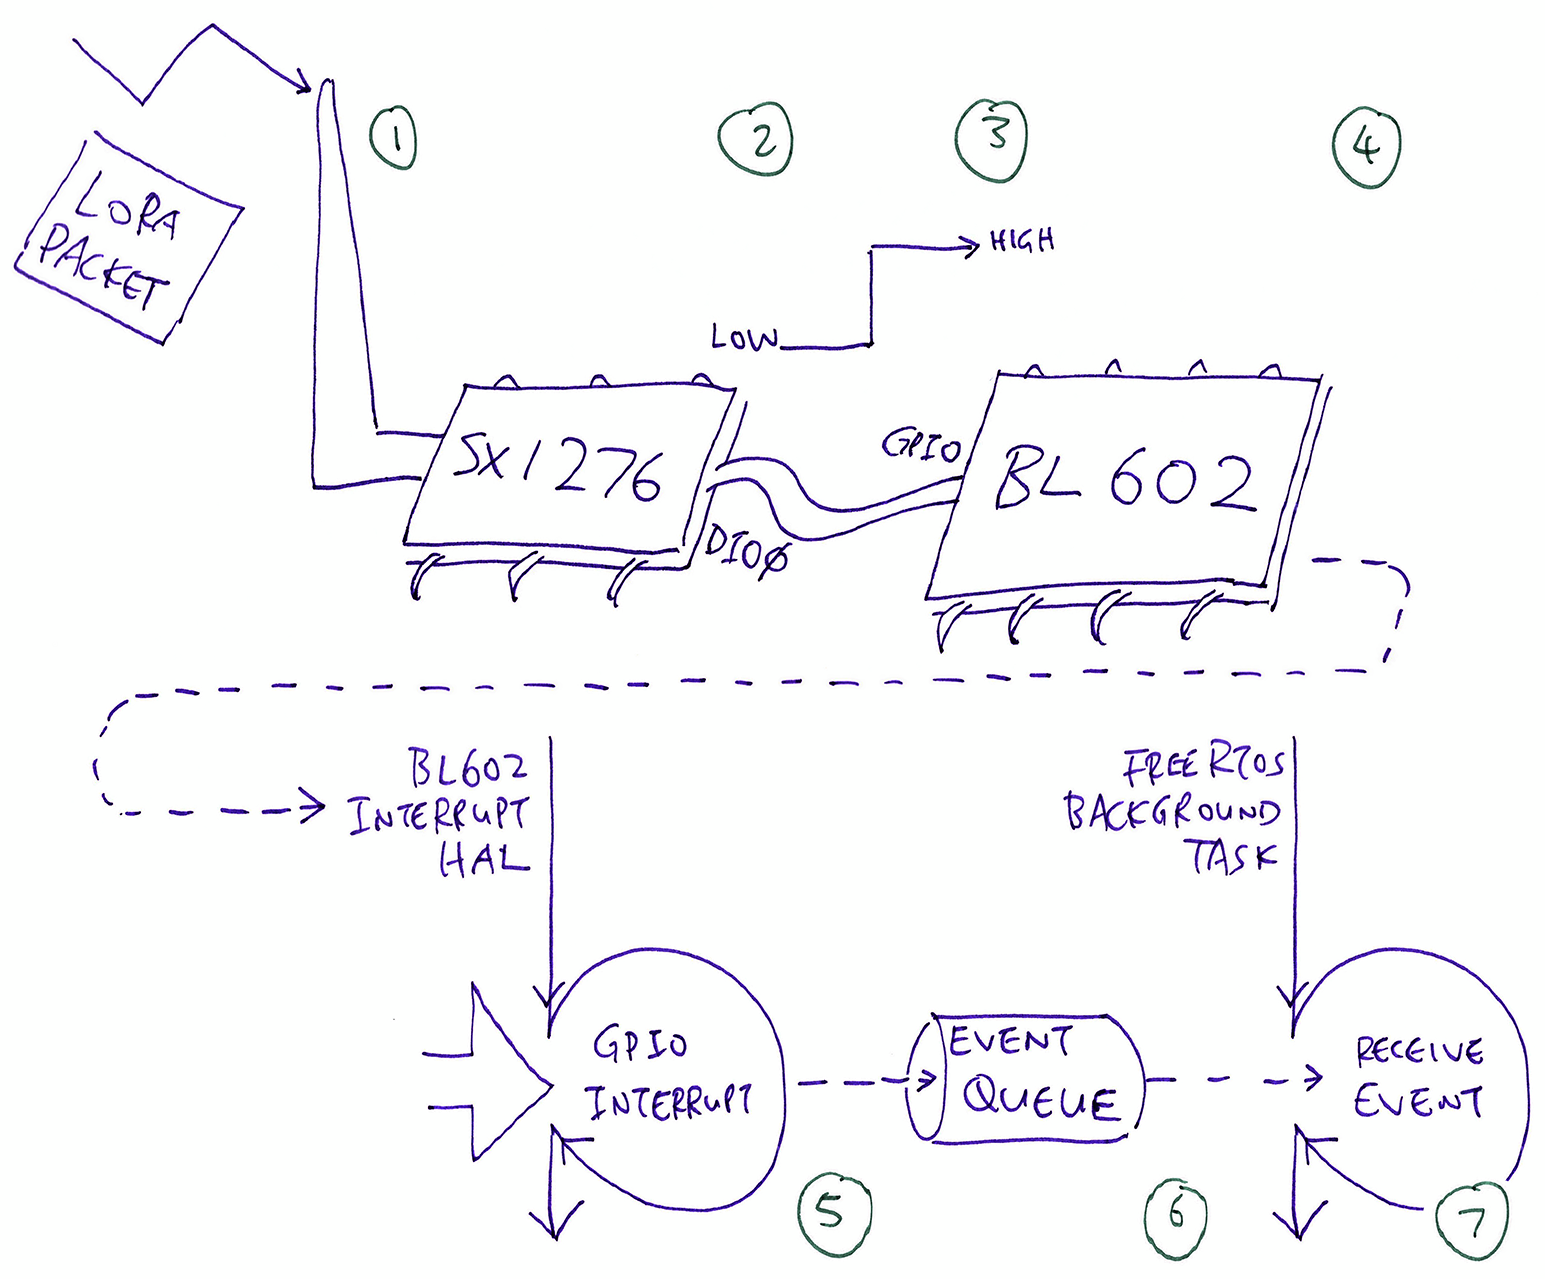 1
2
3
4
LORA
PACKET
HIGH
LOW
SX1276
DIO0
GPIO
BL602
BL602
INTERRUPT
HAL
FREERTOS
BACKGROUND
TASK
GPIO
INTERRUPT
EVENT
QUEUE
RECEIVE
EVENT
5
6
7